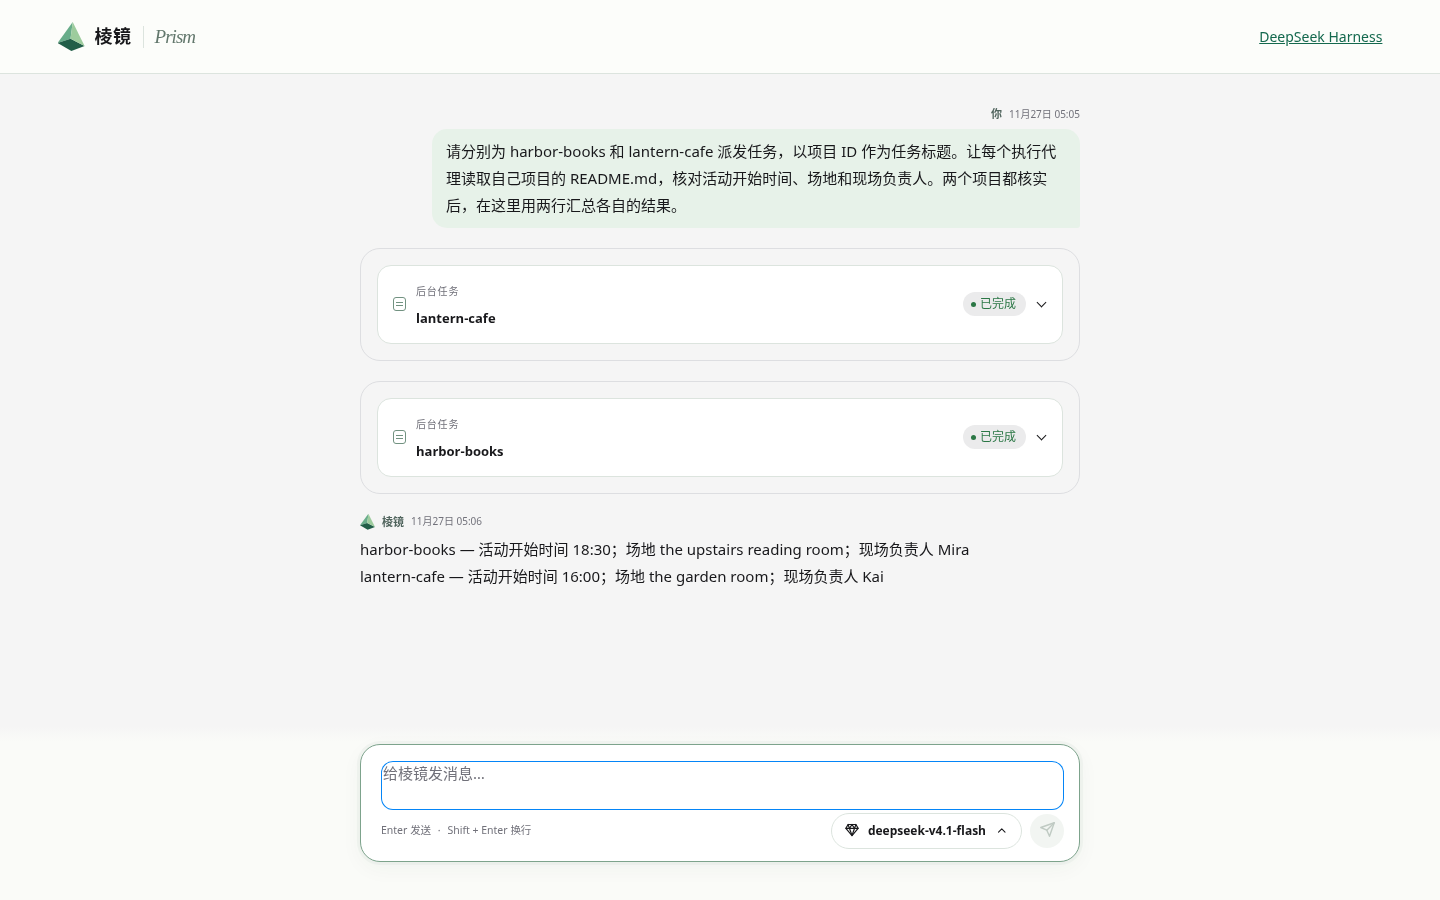 棱镜 Prism DeepSeek Harness
你 11月27日 05:05
请分别为 harbor-books 和 lantern-cafe 派发任务，以项目 ID 作为任务标题。让每个执行代
理读取自己项目的 README.md，核对活动开始时间、场地和现场负责人。两个项目都核实
后，在这里用两行汇总各自的结果。
后台任务
lantern-cafe
已完成
后台任务
harbor-books
已完成
棱镜 11月27日 05:06
harbor-books — 活动开始时间 18:30；场地 the upstairs reading room；现场负责人 Mira
lantern-cafe — 活动开始时间 16:00；场地 the garden room；现场负责人 Kai
给棱镜发消息...
Enter 发送 · Shift + Enter 换行
deepseek-v4.1-flash